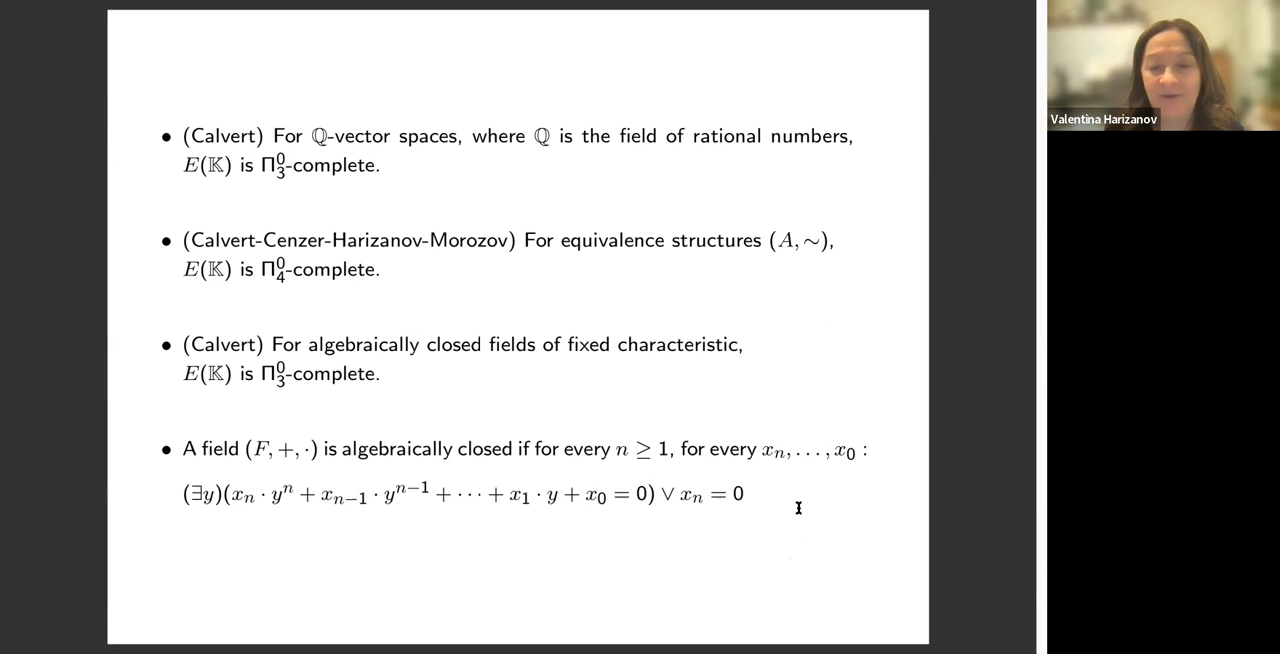 • (Calvert) For ℚ-vector spaces, where ℚ is the field of rational numbers,
E(𝕂) is Π⁰₃-complete.
• (Calvert-Cenzer-Harizanov-Morozov) For equivalence structures (A, ∼),
E(𝕂) is Π⁰₄-complete.
• (Calvert) For algebraically closed fields of fixed characteristic,
E(𝕂) is Π⁰₃-complete.
• A field (F, +, ·) is algebraically closed if for every n ≥ 1, for every xₙ, . . . , x₀ :
(∃y)(xₙ · yⁿ + xₙ₋₁ · yⁿ⁻¹ + · · · + x₁ · y + x₀ = 0) ∨ xₙ = 0
Valentina Harizanov